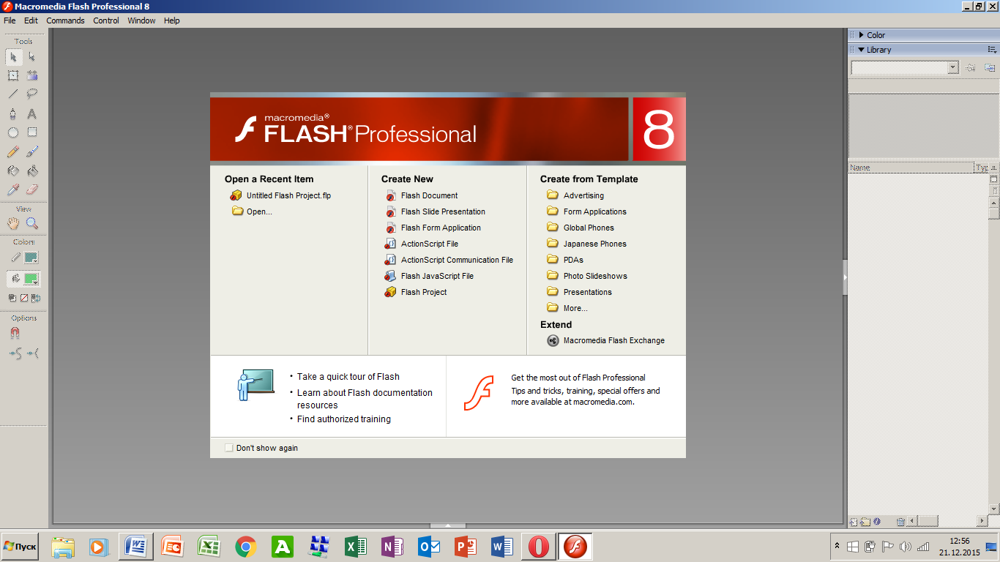 Macromedia Flash Professional 8
File Edit Commands Control Window Help
Tools
View
Colors
Options
macromedia®
FLASH® Professional
8
Open a Recent Item
Untitled Flash Project.flp
Open...
Create New
Flash Document
Flash Slide Presentation
Flash Form Application
ActionScript File
ActionScript Communication File
Flash JavaScript File
Flash Project
Create from Template
Advertising
Form Applications
Global Phones
Japanese Phones
PDAs
Photo Slideshows
Presentations
More...
Extend
Macromedia Flash Exchange
• Take a quick tour of Flash
• Learn about Flash documentation
resources
• Find authorized training
Get the most out of Flash Professional
Tips and tricks, training, special offers and
more available at macromedia.com.
Don't show again
Color
Library
Name
Пуск
12:56
21.12.2015